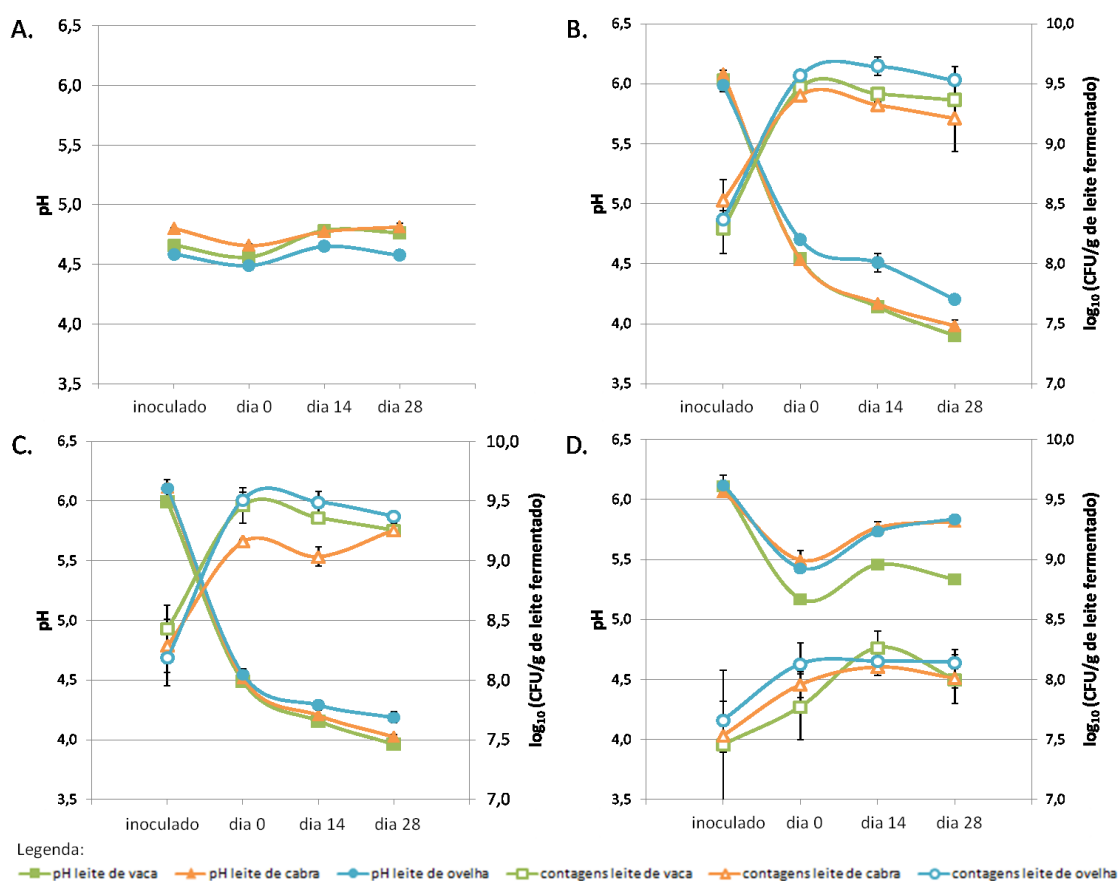 A.
6,5
6,0
5,5
5,0
4,5
4,0
3,5
pH
inoculado dia 0 dia 14 dia 28
B.
6,5
6,0
5,5
5,0
4,5
4,0
3,5
pH
10,0
9,5
9,0
8,5
8,0
7,5
7,0
log₁₀ (CFU/g de leite fermentado)
inoculado dia 0 dia 14 dia 28
C.
6,5
6,0
5,5
5,0
4,5
4,0
3,5
pH
10,0
9,5
9,0
8,5
8,0
7,5
7,0
log₁₀ (CFU/g de leite fermentado)
inoculado dia 0 dia 14 dia 28
D.
6,5
6,0
5,5
5,0
4,5
4,0
3,5
pH
10,0
9,5
9,0
8,5
8,0
7,5
7,0
log₁₀ (CFU/g de leite fermentado)
inoculado dia 0 dia 14 dia 28
Legenda:
pH leite de vaca pH leite de cabra pH leite de ovelha contagens leite de vaca contagens leite de cabra contagens leite de ovelha